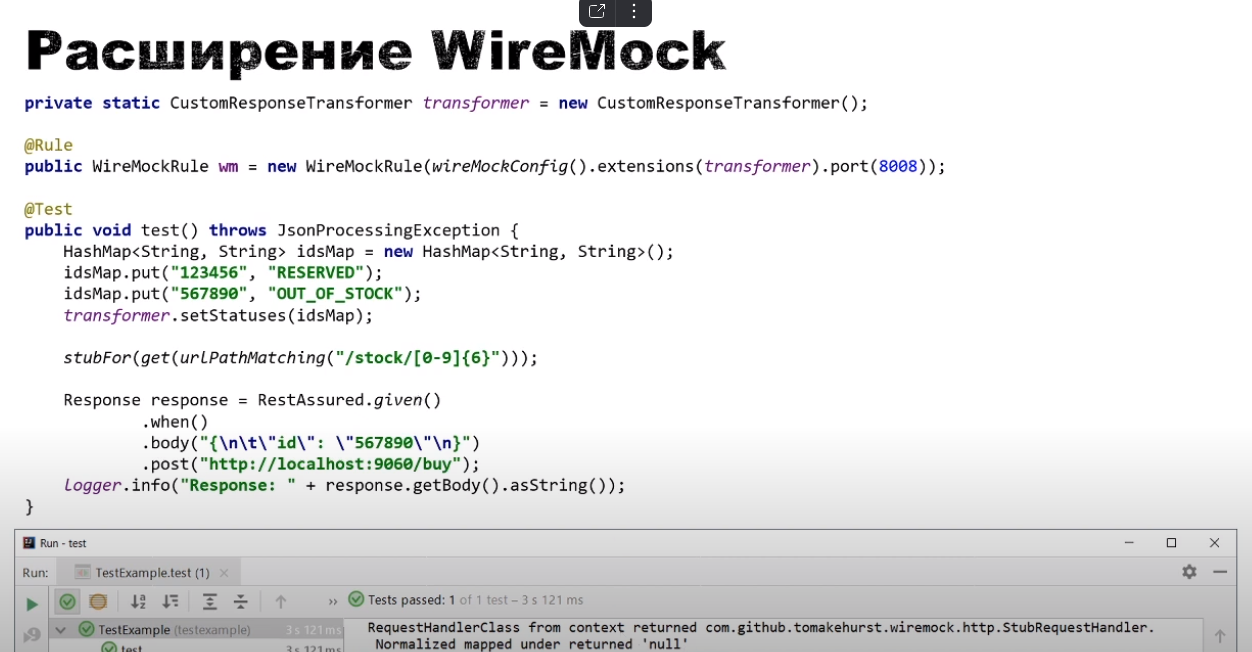 Расширение WireMock
private static CustomResponseTransformer transformer = new CustomResponseTransformer();
@Rule
public WireMockRule wm = new WireMockRule(wireMockConfig().extensions(transformer).port(8008));
@Test
public void test() throws JsonProcessingException {
HashMap<String, String> idsMap = new HashMap<String, String>();
idsMap.put("123456", "RESERVED");
idsMap.put("567890", "OUT_OF_STOCK");
transformer.setStatuses(idsMap);
stubFor(get(urlPathMatching("/stock/[0-9]{6}")));
Response response = RestAssured.given()
.when()
.body("{\n\t\"id\": \"567890\"\n}")
.post("http://localhost:9060/buy");
Logger.info("Response: " + response.getBody().asString());
}
Run - test
Run: TestExample.test (1)
Tests passed: 1 of 1 test – 3 s 121 ms
TestExample (testexample) 3 s 121 ms
test 3 s 121 ms
RequestHandlerClass from context returned com.github.tomakehurst.wiremock.http.StubRequestHandler.
Normalized mapped under returned 'null'